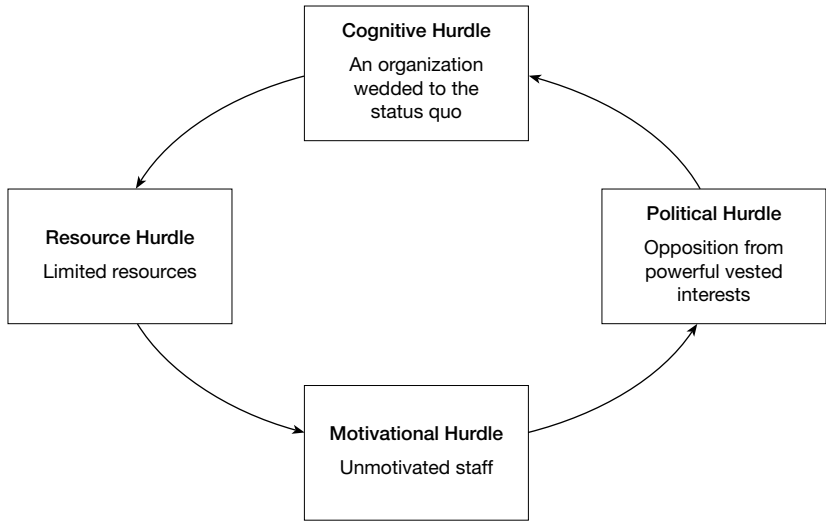 Cognitive Hurdle
An organization
wedded to the
status quo
Resource Hurdle
Limited resources
Political Hurdle
Opposition from
powerful vested
interests
Motivational Hurdle
Unmotivated staff